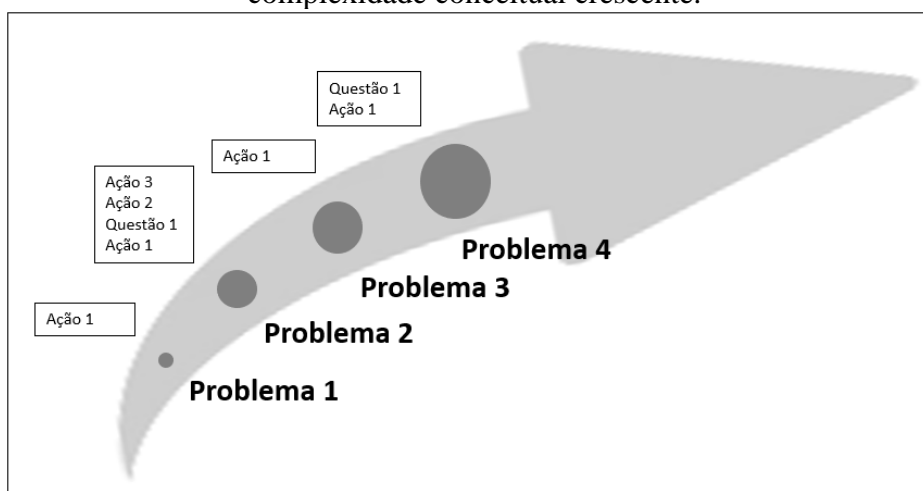 complexidade conceitual crescente.
Questão 1
Ação 1
Ação 1
Ação 3
Ação 2
Questão 1
Ação 1
Ação 1
Problema 4
Problema 3
Problema 2
Problema 1